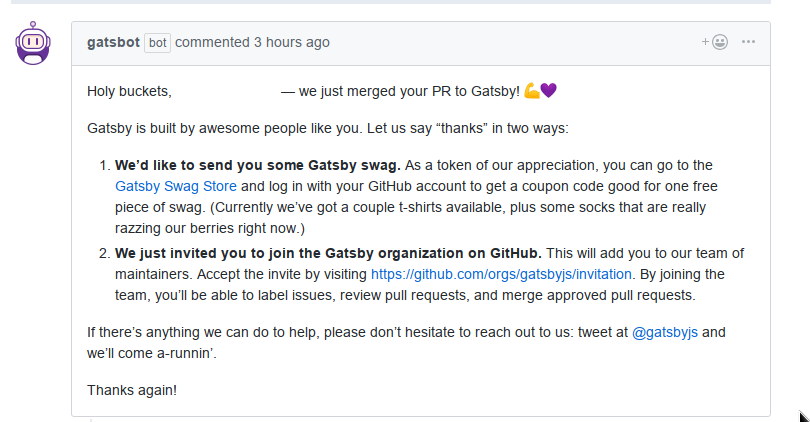 gatsbot bot commented 3 hours ago
Holy buckets, — we just merged your PR to Gatsby! 💪💜
Gatsby is built by awesome people like you. Let us say “thanks” in two ways:
1. We’d like to send you some Gatsby swag. As a token of our appreciation, you can go to the
Gatsby Swag Store and log in with your GitHub account to get a coupon code good for one free
piece of swag. (Currently we’ve got a couple t-shirts available, plus some socks that are really
razzing our berries right now.)
2. We just invited you to join the Gatsby organization on GitHub. This will add you to our team of
maintainers. Accept the invite by visiting https://github.com/orgs/gatsbyjs/invitation. By joining the
team, you’ll be able to label issues, review pull requests, and merge approved pull requests.
If there’s anything we can do to help, please don’t hesitate to reach out to us: tweet at @gatsbyjs and
we’ll come a-runnin’.
Thanks again!